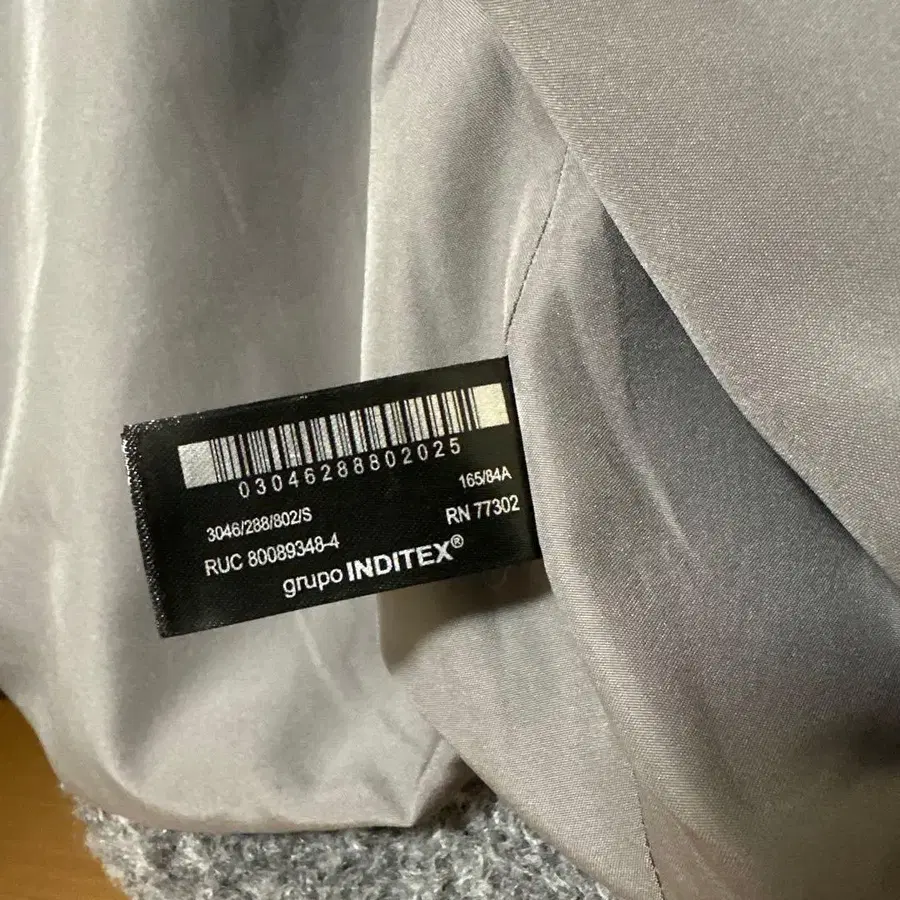 03046288802025
165/84A
3046/288/802/S
RN 77302
RUC 80089348-4
grupo INDITEX®